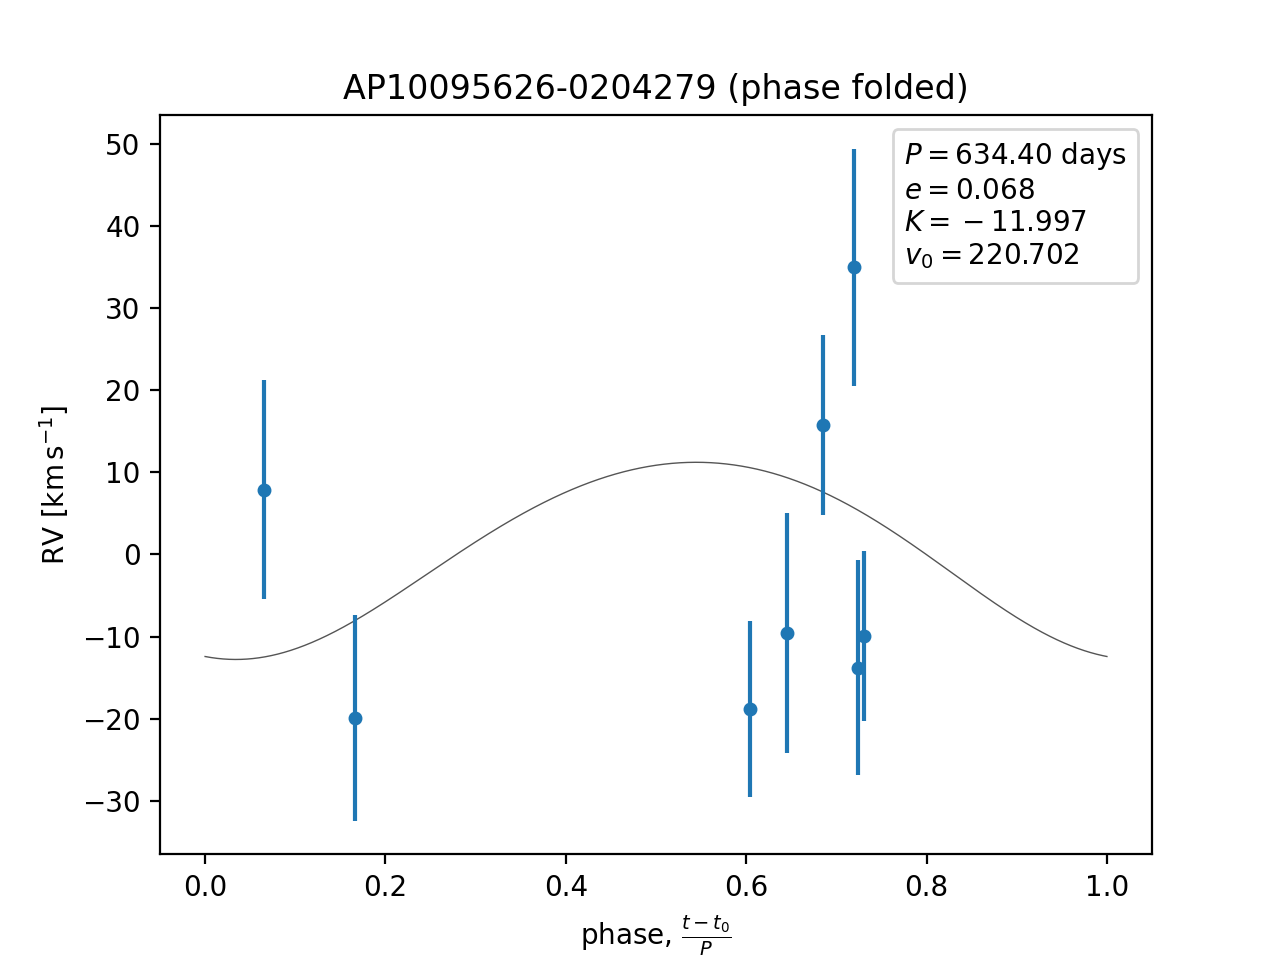 AP10095626-0204279 (phase folded)
P = 634.40 days
e = 0.068
K = −11.997
v₀ = 220.702
RV [km s⁻¹]
50
40
30
20
10
0
−10
−20
−30
0.0 0.2 0.4 0.6 0.8 1.0
phase, (t − t₀)/P